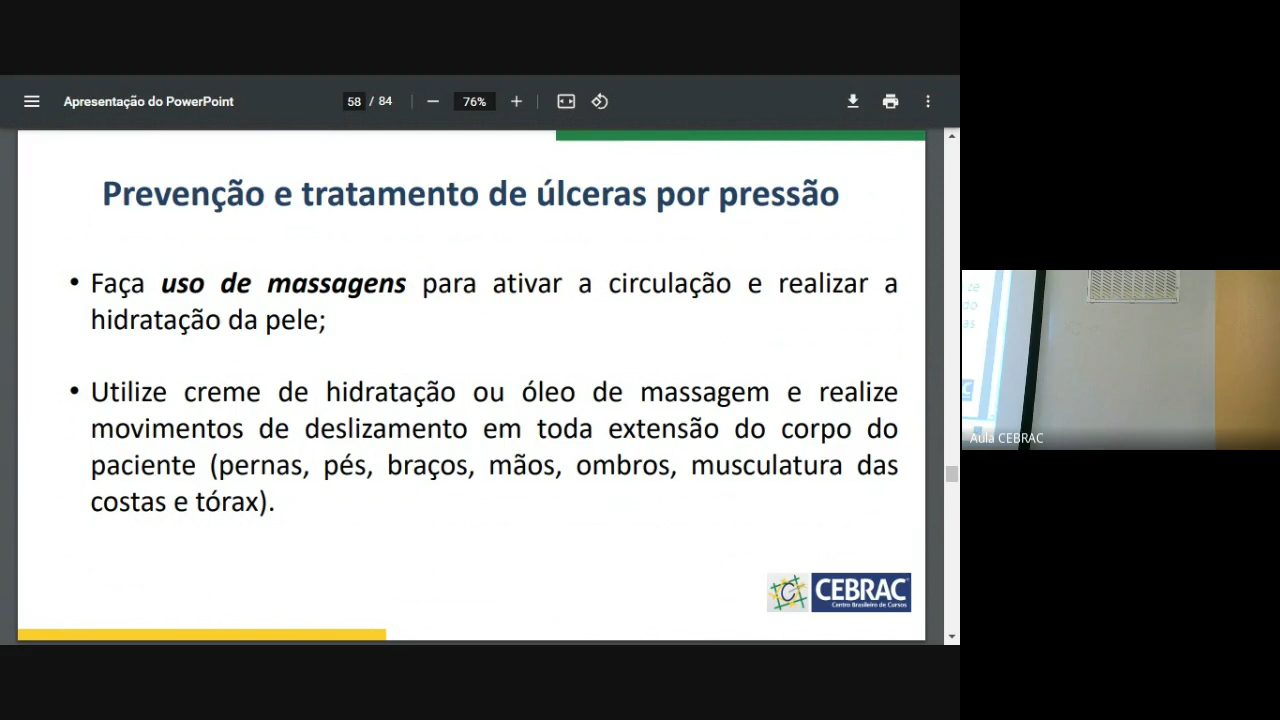 Apresentação do PowerPoint
58 / 84
76%
Prevenção e tratamento de úlceras por pressão
• Faça uso de massagens para ativar a circulação e realizar a
hidratação da pele;
• Utilize creme de hidratação ou óleo de massagem e realize
movimentos de deslizamento em toda extensão do corpo do
paciente (pernas, pés, braços, mãos, ombros, musculatura das
costas e tórax).
C CEBRAC
Centro Brasileiro de Cursos
ze
do
as
Aula CEBRAC